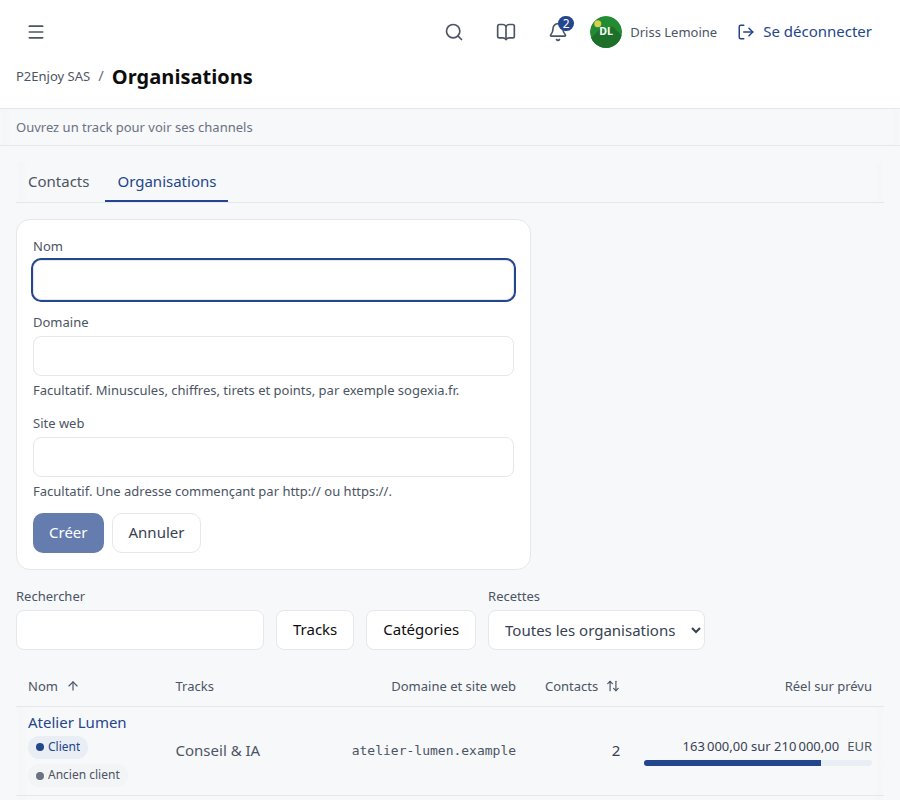 2
DL
Driss Lemoine
Se déconnecter
P2Enjoy SAS / Organisations
Ouvrez un track pour voir ses channels
Contacts
Organisations
Nom
Domaine
Facultatif. Minuscules, chiffres, tirets et points, par exemple sogexia.fr.
Site web
Facultatif. Une adresse commençant par http:// ou https://.
Créer
Annuler
Rechercher
Recettes
Tracks
Catégories
Toutes les organisations
Nom
Tracks
Domaine et site web
Contacts
Réel sur prévu
Atelier Lumen
Client
Ancien client
Conseil & IA
atelier-lumen.example
2
163 000,00 sur 210 000,00 EUR